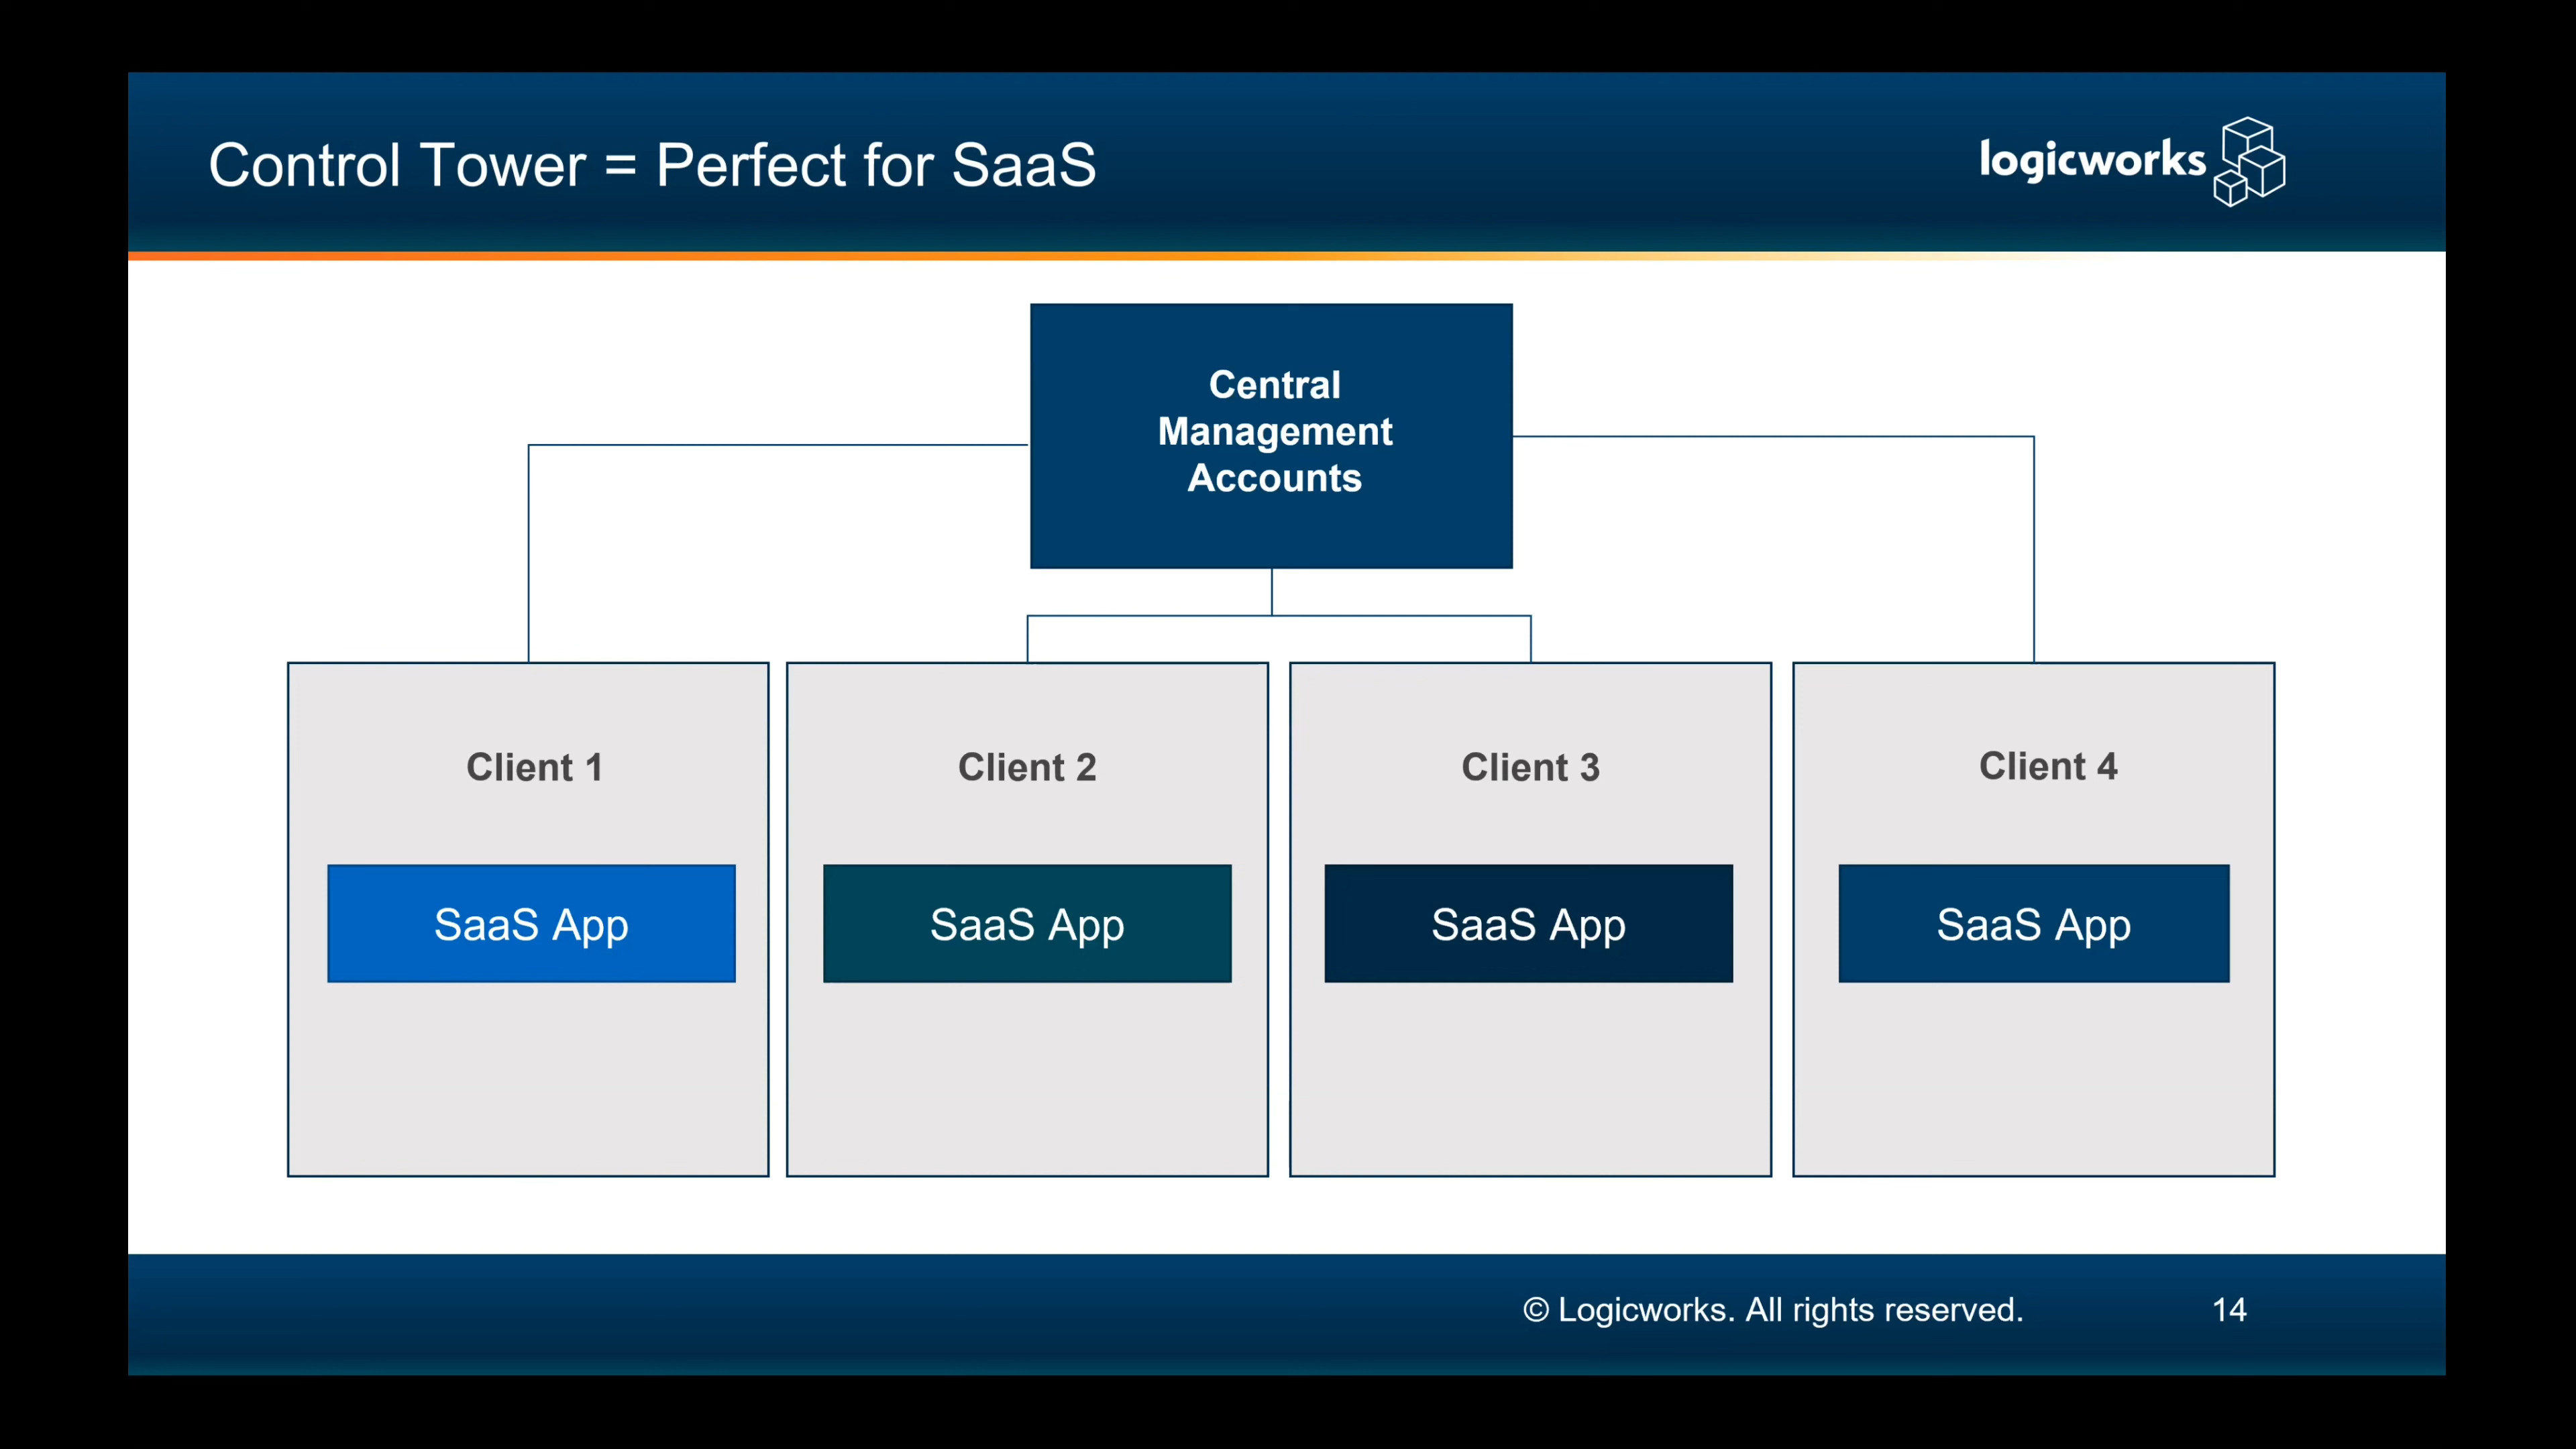 Control Tower = Perfect for SaaS
logicworks
Central
Management
Accounts
Client 1
Client 2
Client 3
Client 4
SaaS App
SaaS App
SaaS App
SaaS App
© Logicworks. All rights reserved.
14